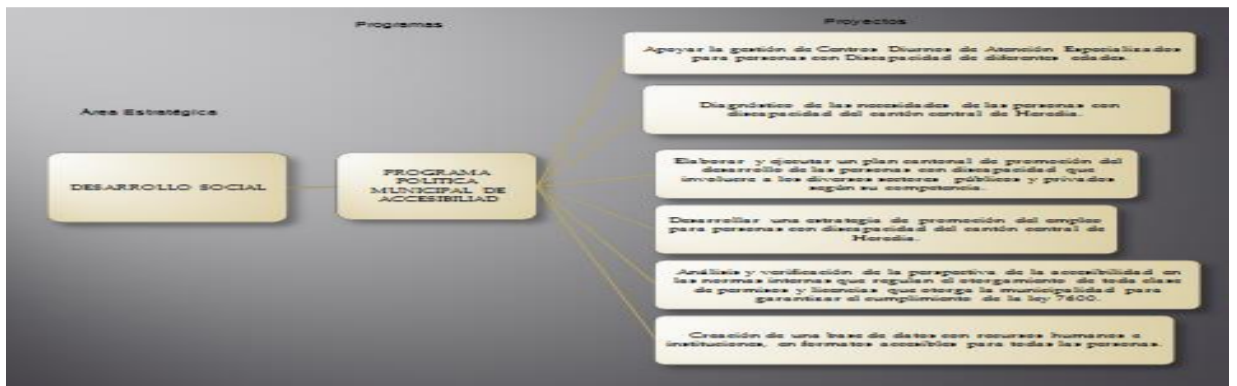 Programas
Proyectos
Área Estratégica
DESARROLLO SOCIAL
PROGRAMA
POLITICA
MUNICIPAL DE
ACCESIBILIAD
Apoyar la gestión de Centros Diurnos de Atención Especializados
para personas con Discapacidad de diferentes edades.
Diagnóstico de las necesidades de las personas con
discapacidad del cantón central de Heredia.
Elaborar y ejecutar un plan cantonal de promoción del
desarrollo de las personas con discapacidad que
involucre a los diversos sectores públicos y privados
según su competencia.
Desarrollar una estrategia de promoción del empleo
para personas con discapacidad del cantón central de
Heredia.
Análisis y verificación de la perspectiva de la accesibilidad en
las normas internas que regulan el otorgamiento de toda clase
de permisos y licencias que otorga la municipalidad para
garantizar el cumplimiento de la ley 7600.
Creación de una base de datos con recursos humanos e
instituciones, en formatos accesibles para todas las personas.